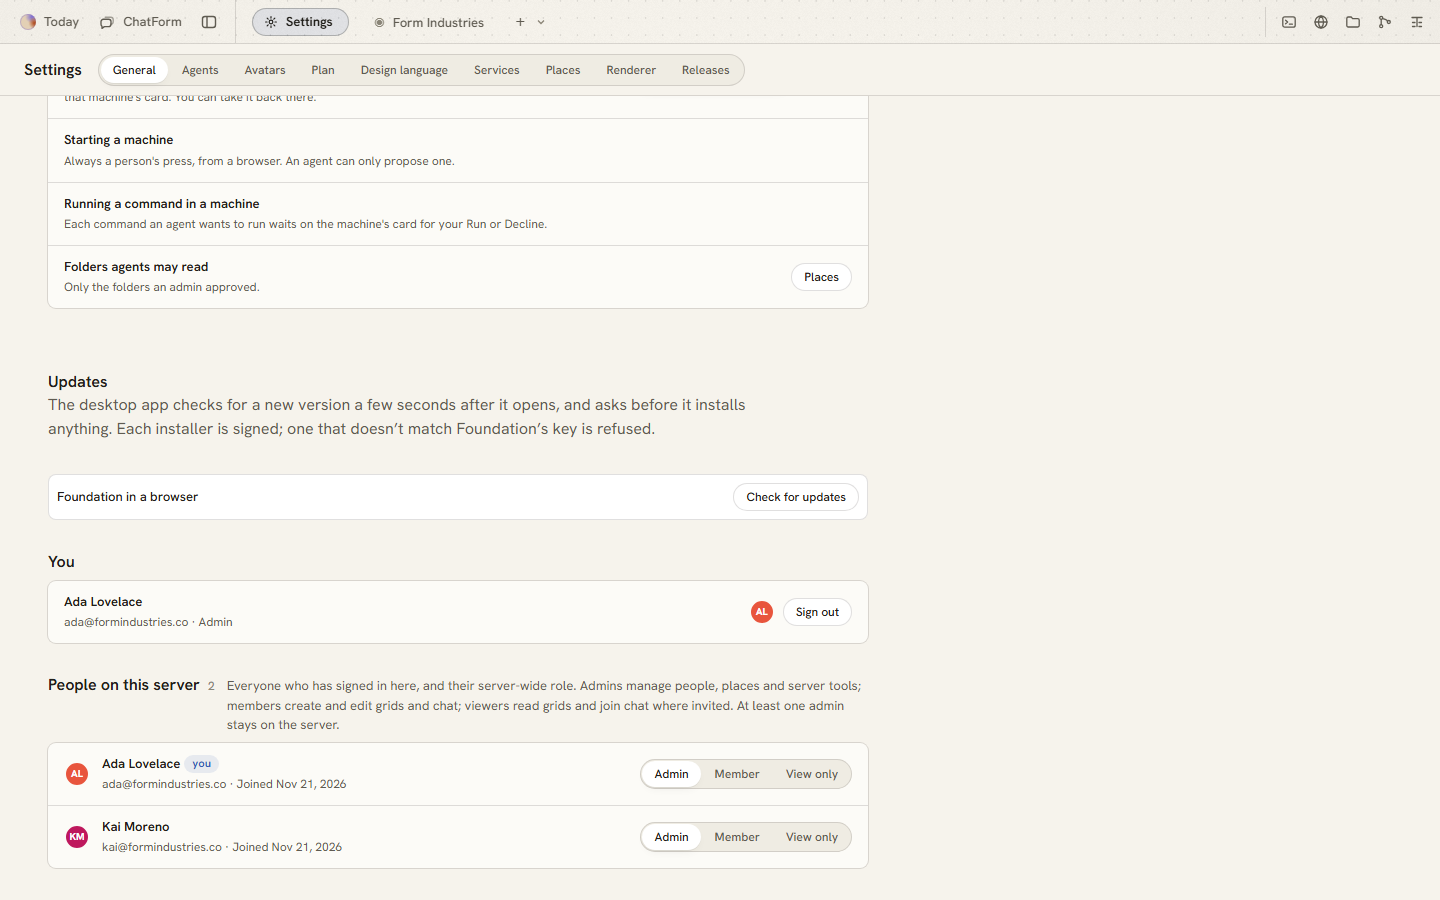 Today
ChatForm
Settings
Form Industries
Settings
General
Agents
Avatars
Plan
Design language
Services
Places
Renderer
Releases
that machine's card. You can take it back there.
Starting a machine
Always a person's press, from a browser. An agent can only propose one.
Running a command in a machine
Each command an agent wants to run waits on the machine's card for your Run or Decline.
Folders agents may read
Only the folders an admin approved.
Places
Updates
The desktop app checks for a new version a few seconds after it opens, and asks before it installs
anything. Each installer is signed; one that doesn’t match Foundation’s key is refused.
Foundation in a browser
Check for updates
You
Ada Lovelace
ada@formindustries.co · Admin
AL
Sign out
People on this server 2
Everyone who has signed in here, and their server-wide role. Admins manage people, places and server tools;
members create and edit grids and chat; viewers read grids and join chat where invited. At least one admin
stays on the server.
AL
Ada Lovelace you
ada@formindustries.co · Joined Nov 21, 2026
Admin
Member
View only
KM
Kai Moreno
kai@formindustries.co · Joined Nov 21, 2026
Admin
Member
View only